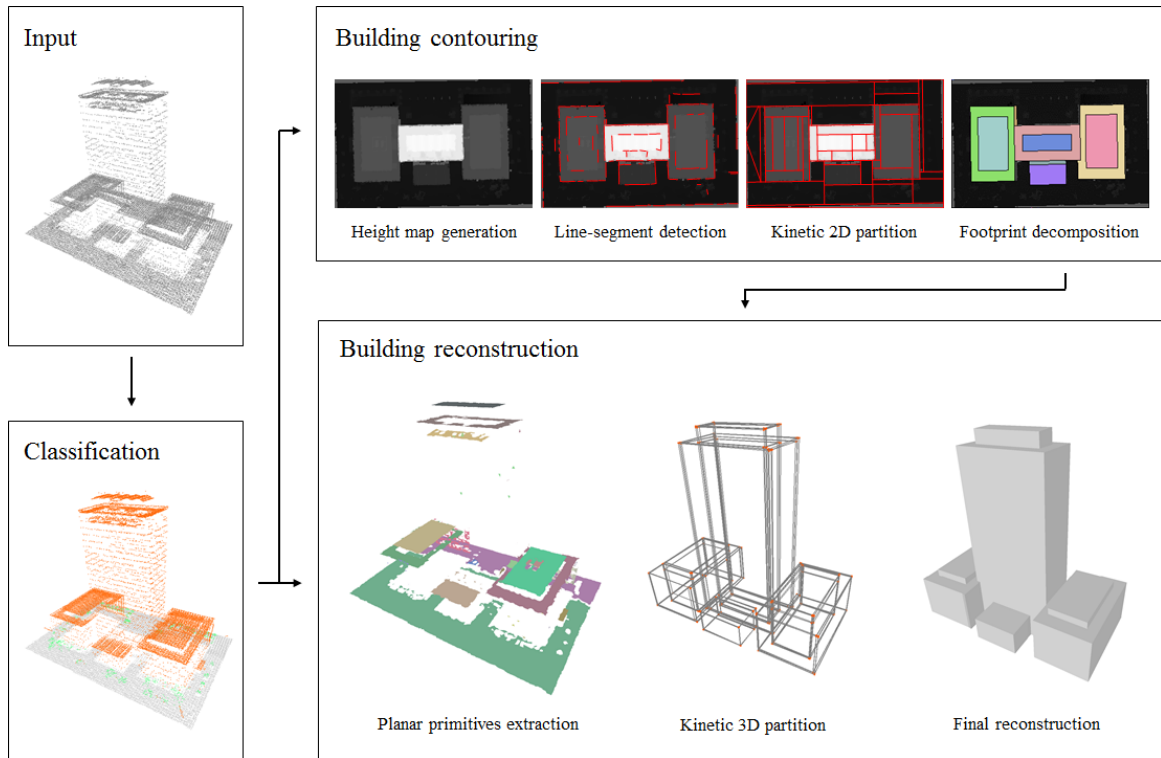 Input
Building contouring
Height map generation
Line-segment detection
Kinetic 2D partition
Footprint decomposition
Classification
Building reconstruction
Planar primitives extraction
Kinetic 3D partition
Final reconstruction